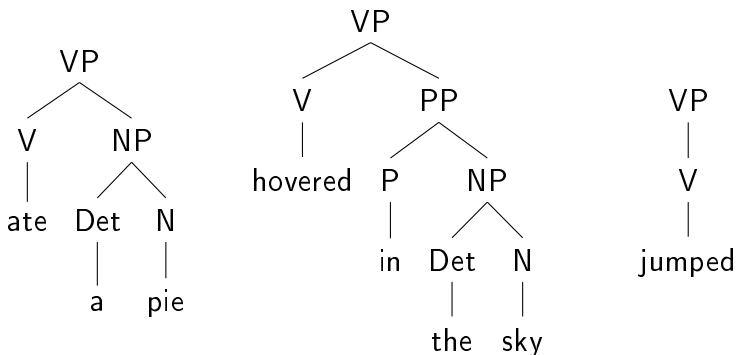 VP
V NP
ate Det N
a pie
VP
V PP
hovered P NP
in Det N
the sky
VP
V
jumped